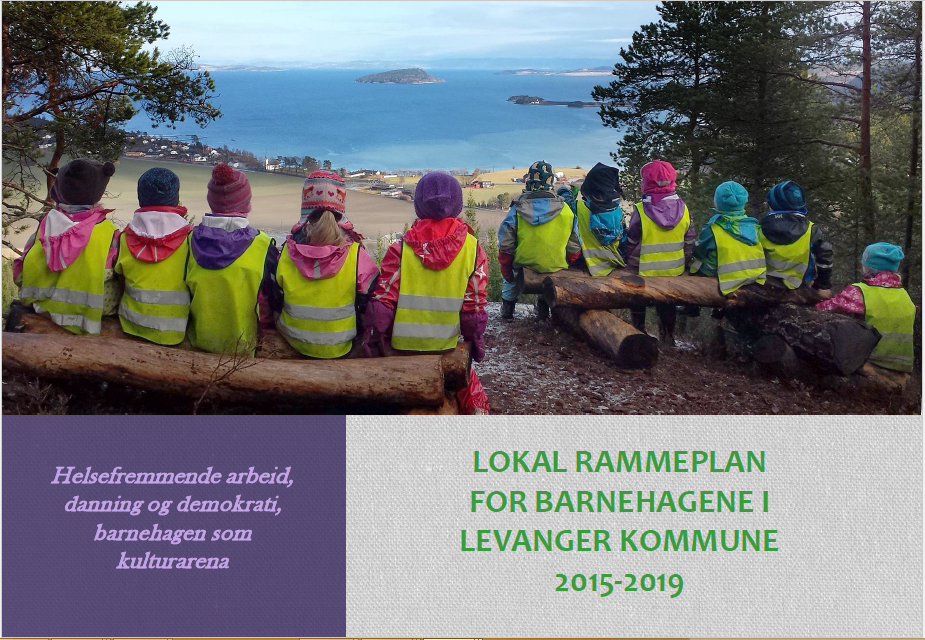 Helsefremmende arbeid,
danning og demokrati,
barnehagen som
kulturarena
LOKAL RAMMEPLAN
FOR BARNEHAGENE I
LEVANGER KOMMUNE
2015-2019